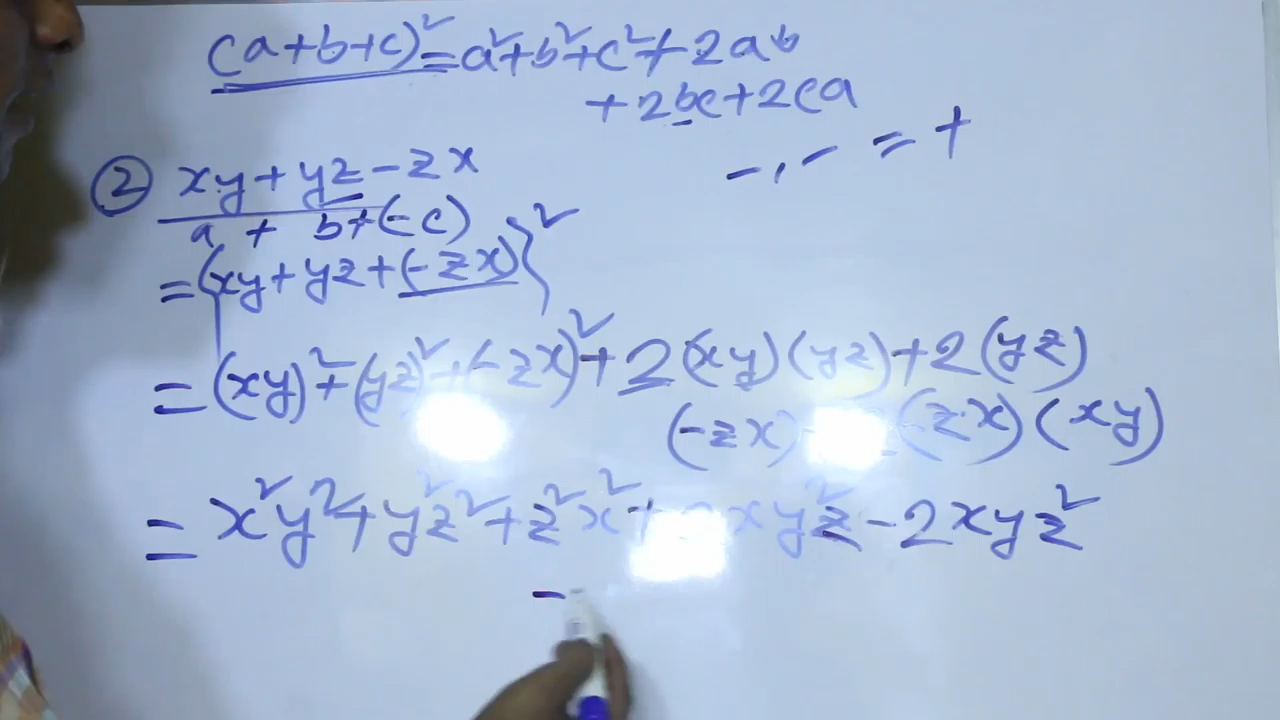 (a+b+c)² = a²+b²+c²+2ab
+2bc+2ca
-,- = +
② xy+yz-zx
a + b+(-c)
= {xy+yz+(-zx)}²
= (xy)²+(yz)²+(-zx)²+2(xy)(yz)+2(yz)
(-zx) (-zx)(xy)
= x²y²+y²z²+z²x²+ xy²z-2xyz²
-